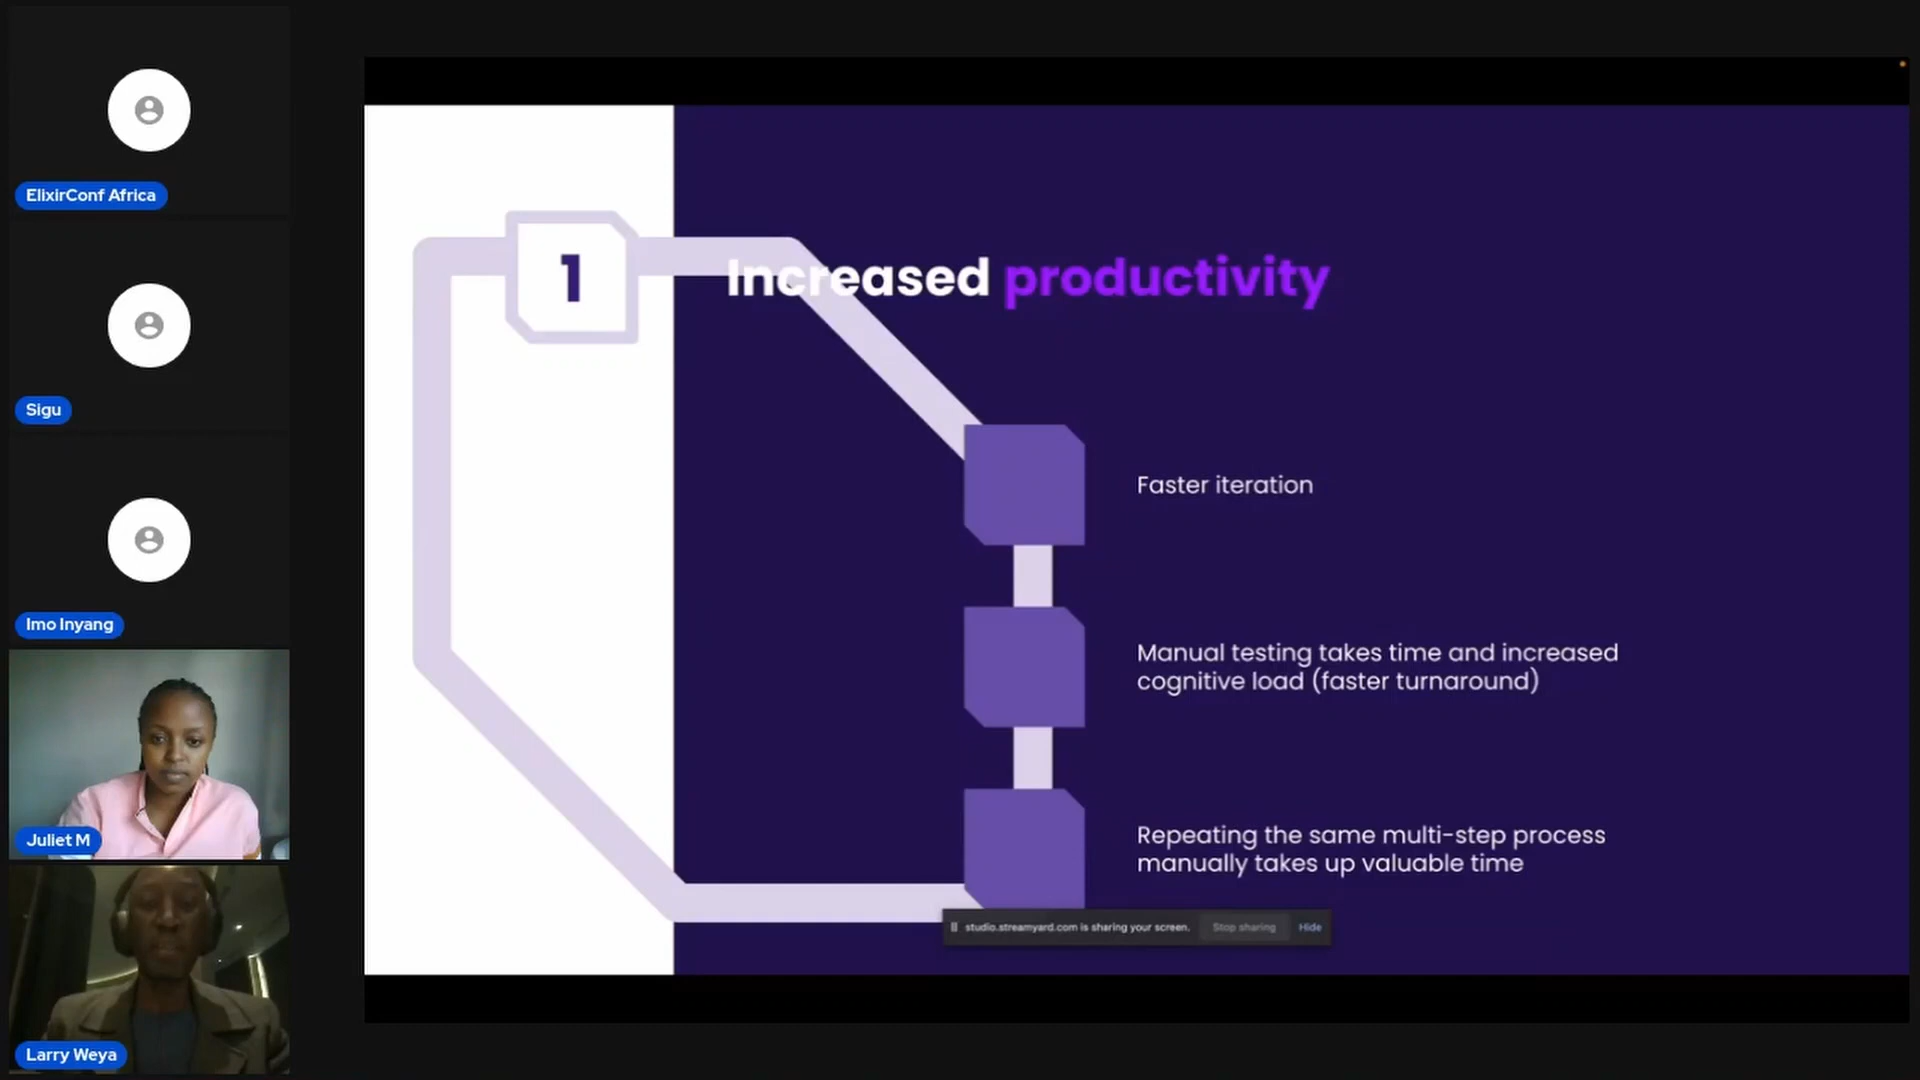 ElixirConf Africa
Sigu
Imo Inyang
Juliet M
Larry Weya
1
Increased productivity
Faster iteration
Manual testing takes time and increased
cognitive load (faster turnaround)
Repeating the same multi-step process
manually takes up valuable time
studio.streamyard.com is sharing your screen.
Stop sharing
Hide